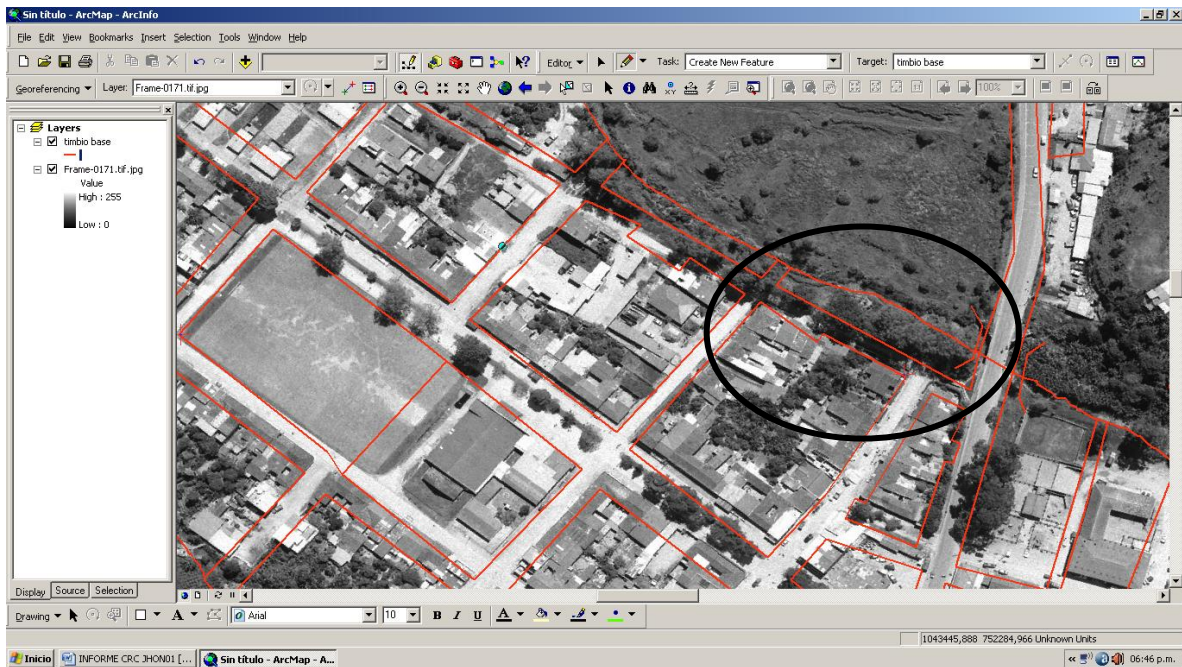 Sin título - ArcMap - ArcInfo
File Edit View Bookmarks Insert Selection Tools Window Help
Editor Task: Create New Feature Target: timbio base
Georeferencing Layer: Frame-0171.tif.jpg 100%
Layers
timbio base
Frame-0171.tif.jpg
Value
High : 255
Low : 0
Display Source Selection
Drawing A Arial 10 B I U A
1043445,888 752284,966 Unknown Units
Inicio INFORME CRC JHON01 [... Sin título - ArcMap - A... 06:46 p.m.